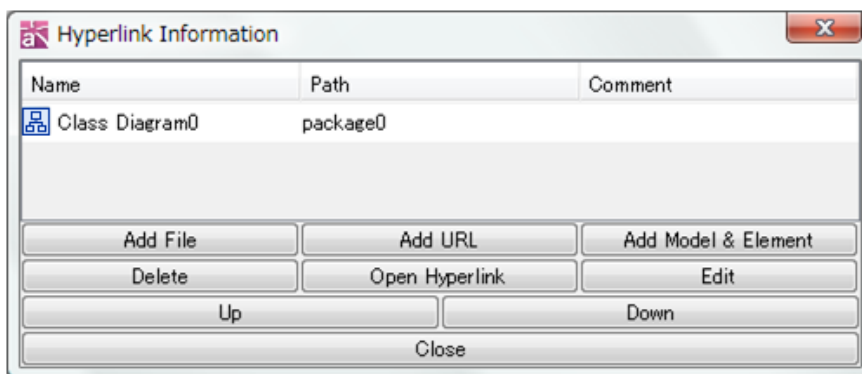 Hyperlink Information
Name Path Comment
Class Diagram0 package0
Add File Add URL Add Model & Element
Delete Open Hyperlink Edit
Up Down
Close